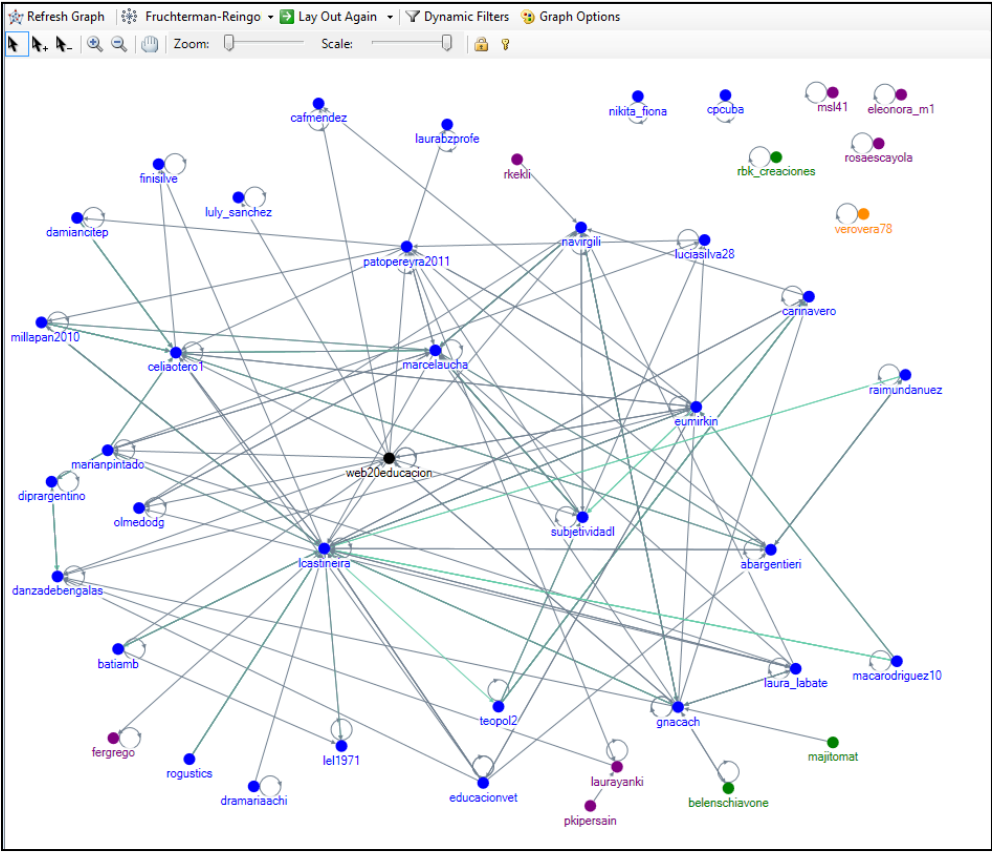 Refresh Graph Fruchterman-Reingo Lay Out Again Dynamic Filters Graph Options
Zoom: Scale:
msl41
eleonora_m1
nikita_fiona
cpcuba
cafmendez
laurabzprofe
rosaescayola
rbk_creaciones
rkekli
finisilve
luly_sanchez
verovera78
damiancitep
navirgili
luciasilva28
patopereyra2011
carinavero
millapan2010
celiaotero1
marcelaucha
raimundanuez
eumirkin
marianpintado
web20educacion
diprargentino
olmedodg
subjetividadl
lcastineira
abargentieri
danzadebengalas
batiamb
laura_labate
macarodriguez10
teopol2
gnacach
fergrego
lel1971
majitomat
rogustics
laurayanki
dramariaachi
educacionvet
belenschiavone
pkipersain